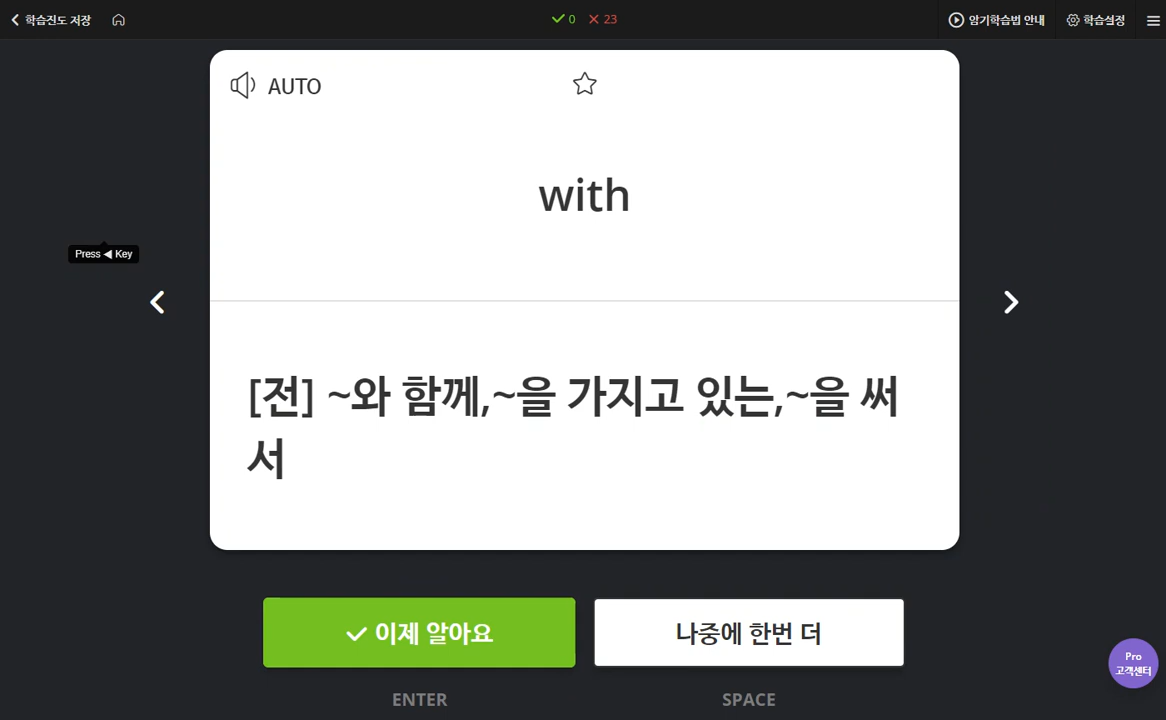 학습진도 저장
0 23
암기학습법 안내
학습설정
AUTO
with
Press ◀ Key
[전] ~와 함께,~을 가지고 있는,~을 써
서
이제 알아요
나중에 한번 더
ENTER
SPACE
Pro
고객센터